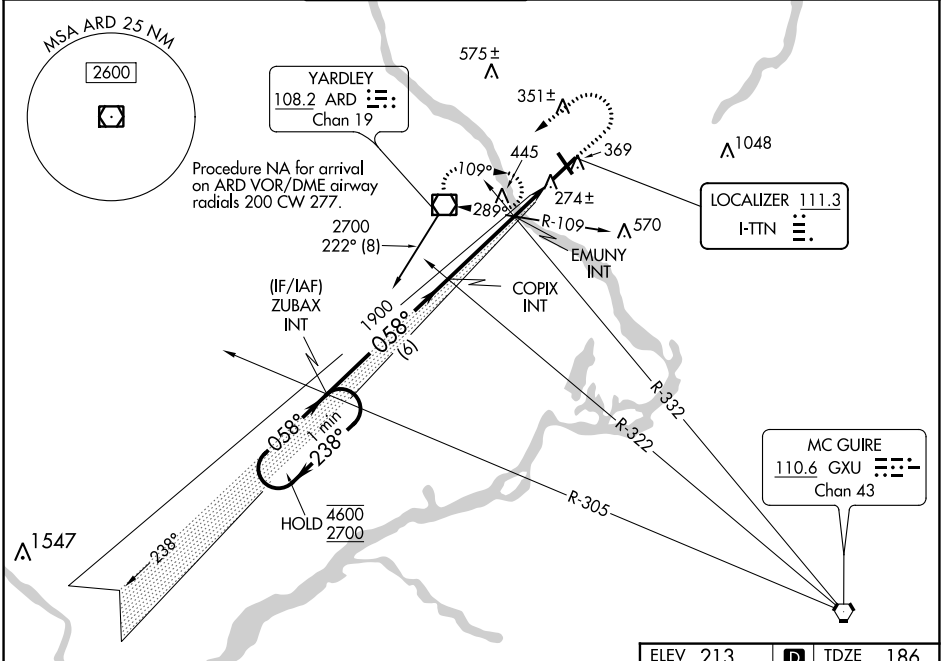 MSA ARD 25 NM
2600
YARDLEY
108.2 ARD
Chan 19
575±
351±
369
1048
445
109°
274±
289°
R-109
570
Procedure NA for arrival
on ARD VOR/DME airway
radials 200 CW 277.
LOCALIZER 111.3
I-TTN
2700
222° (8)
EMUNY
INT
COPIX
INT
(IF/IAF)
ZUBAX
INT
1900
058°
(6)
R-332
R-322
R-305
058°
1 min
238°
HOLD 4600
2700
MC GUIRE
110.6 GXU
Chan 43
1547
238°
ELEV 213 D TDZE 186